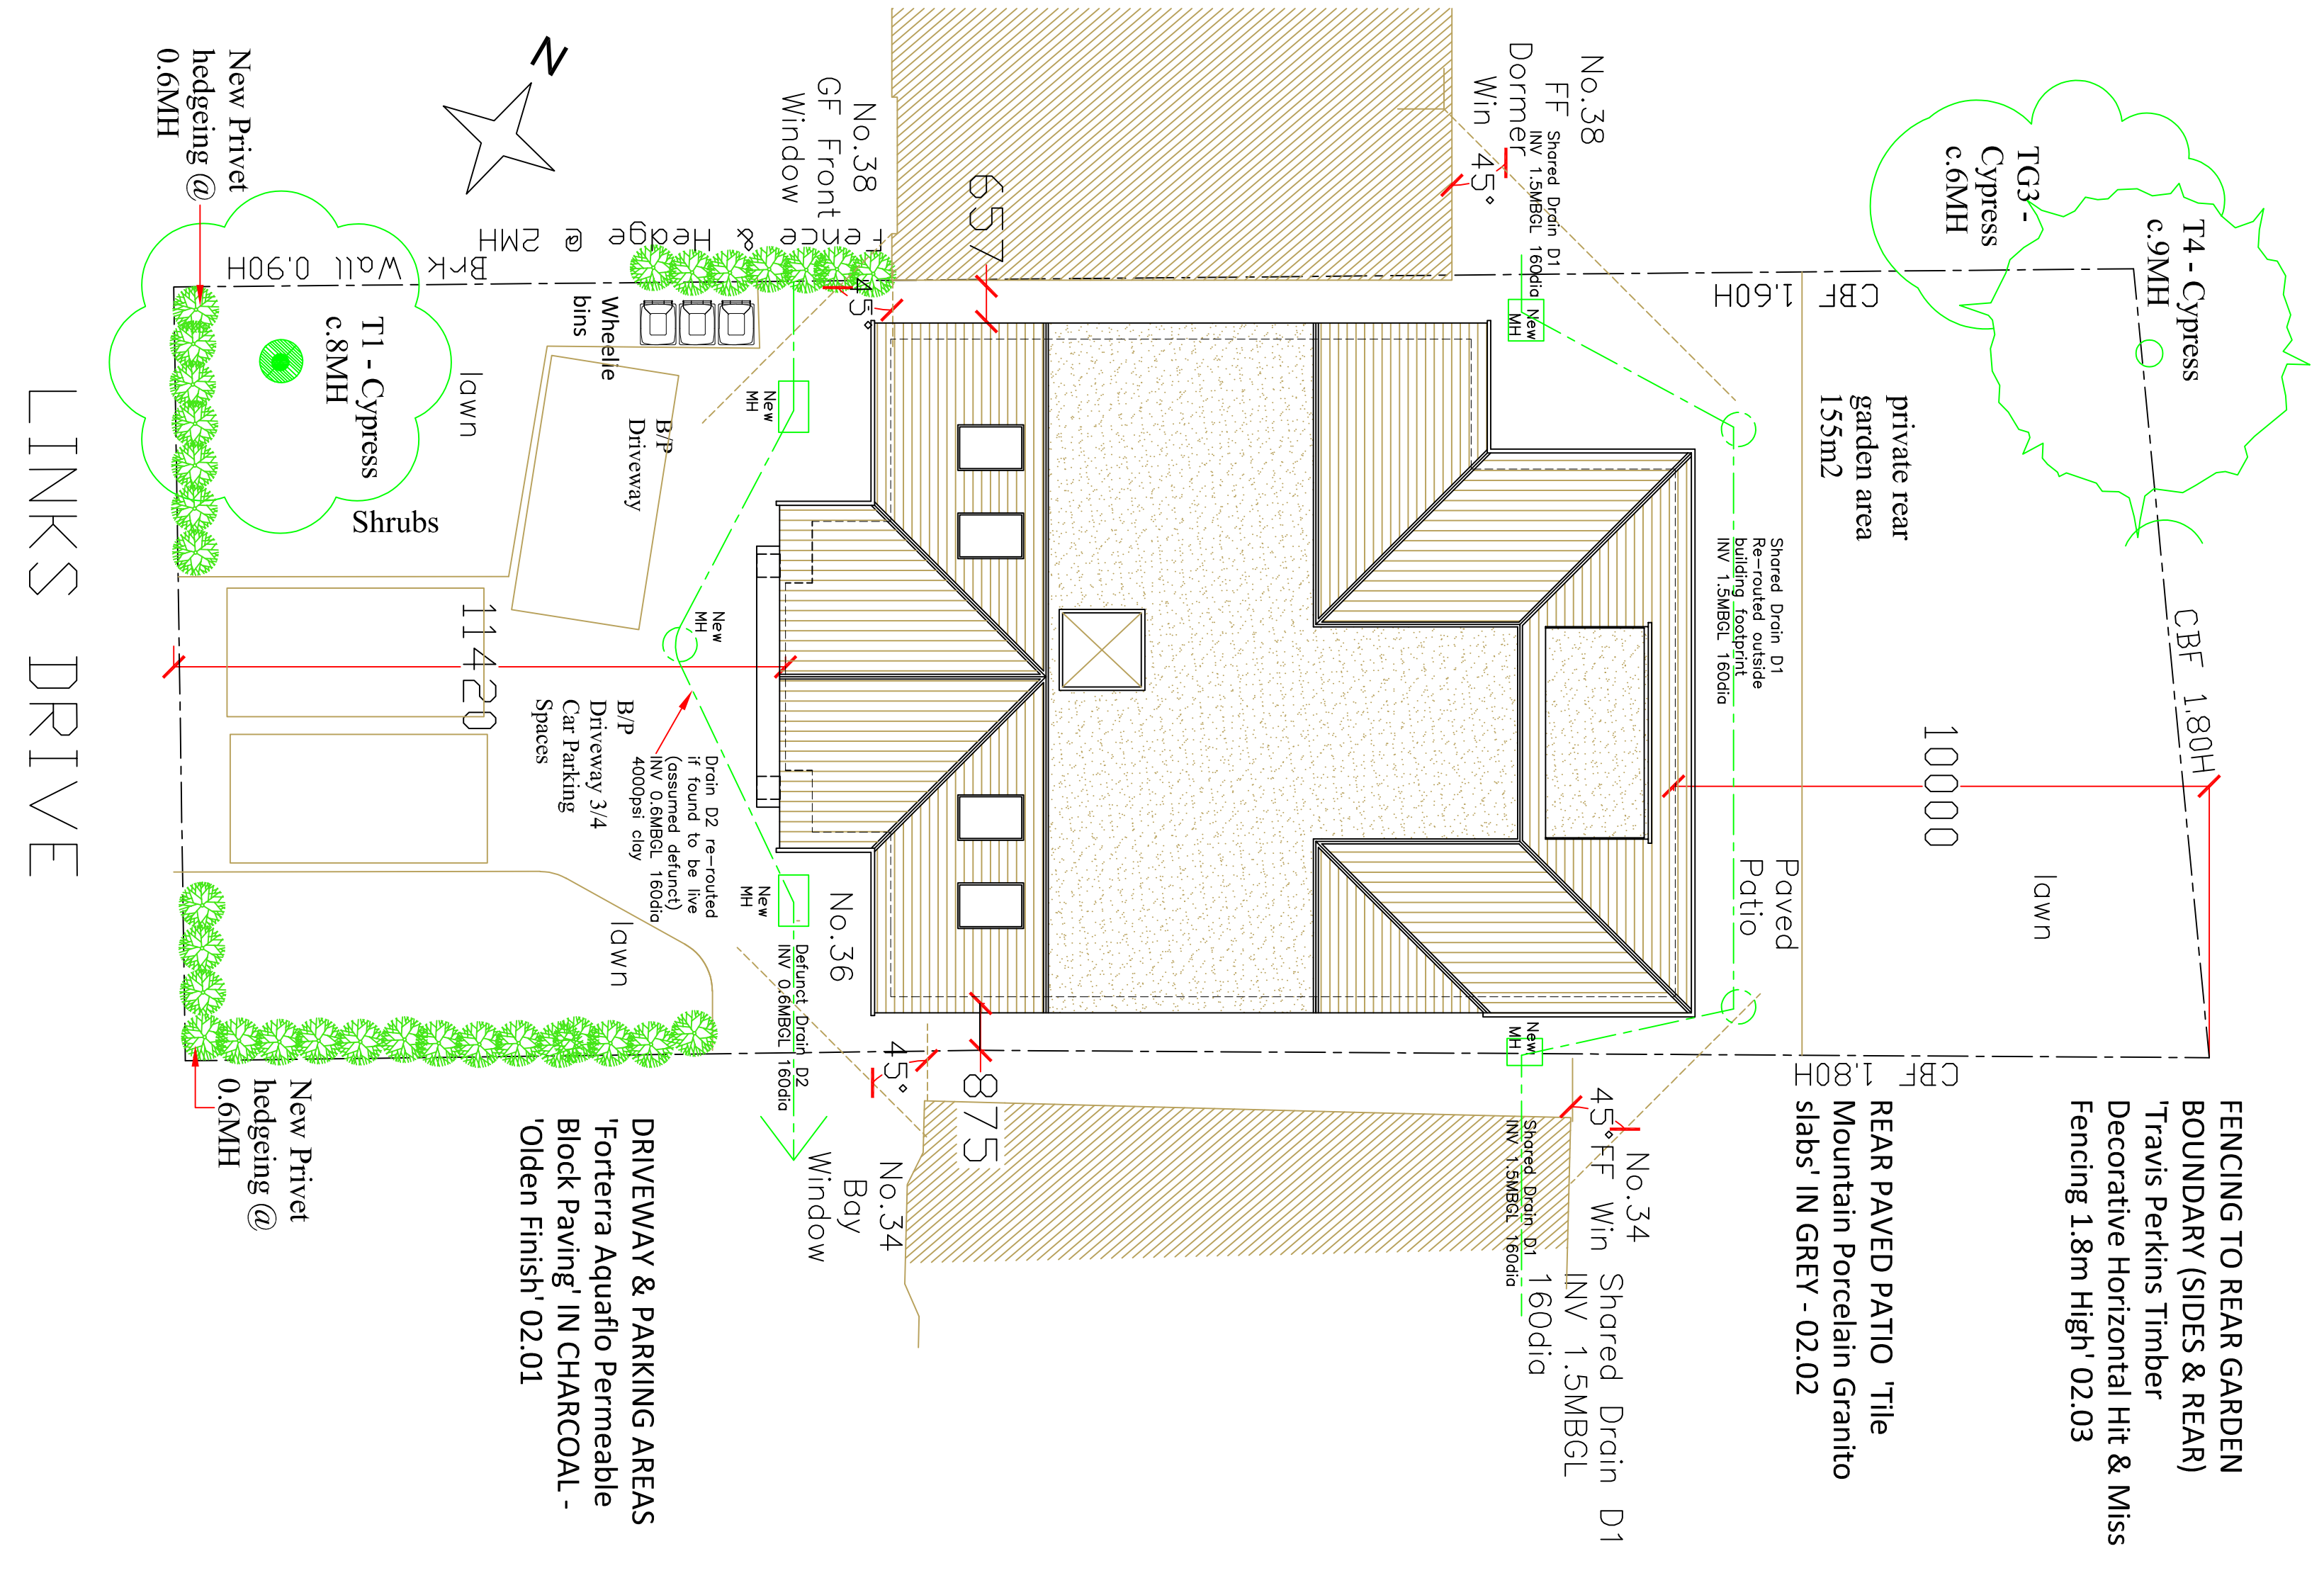 LINKS DRIVE
New Privet
hedgeing @
0.6MH
N
Brk Wall 0.90H
Fence & Hedge @ 2MH
T1 - Cypress
c.8MH
lawn
Shrubs
Wheelie
bins
B/P
Driveway
No.38
GF Front
Window
45°
657
No.38
FF
Dormer
Win
45°
Shared Drain D1
INV 1.5MBGL 160dia
New
MH
CBF 1.60H
TG3 -
Cypress
c.6MH
T4 - Cypress
c.9MH
private rear
garden area
155m2
Shared Drain D1
Re-routed outside
building footprint
INV 1.5MBGL 160dia
CBF 1.80H
10000
lawn
Paved
Patio
New
MH
New
MH
11420
B/P
Driveway 3/4
Car Parking
Spaces
Drain D2 re-routed
if found to be live
(assumed defunct)
INV 0.6MBGL 160dia
4000psi clay
New
MH
No.36
lawn
Defunct Drain D2
INV 0.6MBGL 160dia
45°
875
New
MH
CBF 1.80H
45°
New Privet
hedgeing @
0.6MH
No.34
Bay
Window
No.34
FF Win
Shared Drain D1
INV 1.5MBGL 160dia
Shared Drain D1
INV 1.5MBGL
160dia
DRIVEWAY & PARKING AREAS
'Forterra Aquaflo Permeable
Block Paving' IN CHARCOAL -
'Olden Finish' 02.01
REAR PAVED PATIO 'Tile
Mountain Porcelain Granito
slabs' IN GREY - 02.02
FENCING TO REAR GARDEN
BOUNDARY (SIDES & REAR)
'Travis Perkins Timber
Decorative Horizontal Hit & Miss
Fencing 1.8m High' 02.03